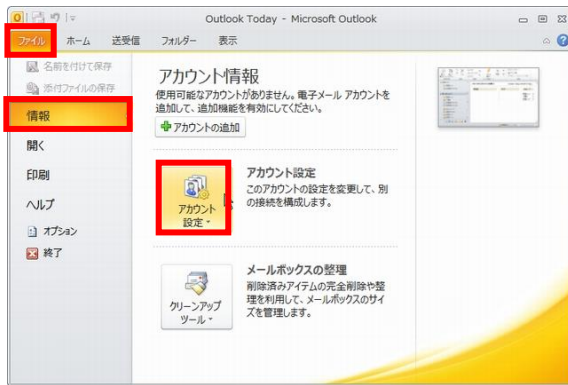 Outlook Today - Microsoft Outlook
ファイル ホーム 送受信 フォルダー 表示
名前を付けて保存
添付ファイルの保存
情報
開く
印刷
ヘルプ
オプション
終了
アカウント情報
使用可能なアカウントがありません。電子メール アカウントを
追加して、追加機能を有効にしてください。
アカウントの追加
アカウント
設定
アカウント設定
このアカウントの設定を変更して、別
の接続を構成します。
クリーンアップ
ツール
メールボックスの整理
削除済みアイテムの完全削除や整
理を利用して、メールボックスのサイ
ズを管理します。